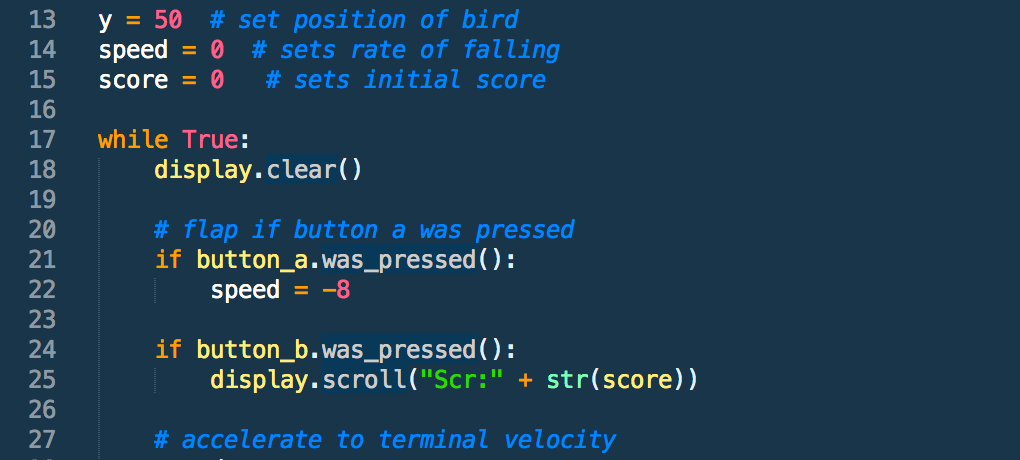 13 y = 50  # set position of bird
14 speed = 0  # sets rate of falling
15 score = 0   # sets initial score
16
17 while True:
18     display.clear()
19
20     # flap if button a was pressed
21     if button_a.was_pressed():
22         speed = -8
23
24     if button_b.was_pressed():
25         display.scroll("Scr:" + str(score))
26
27     # accelerate to terminal velocity